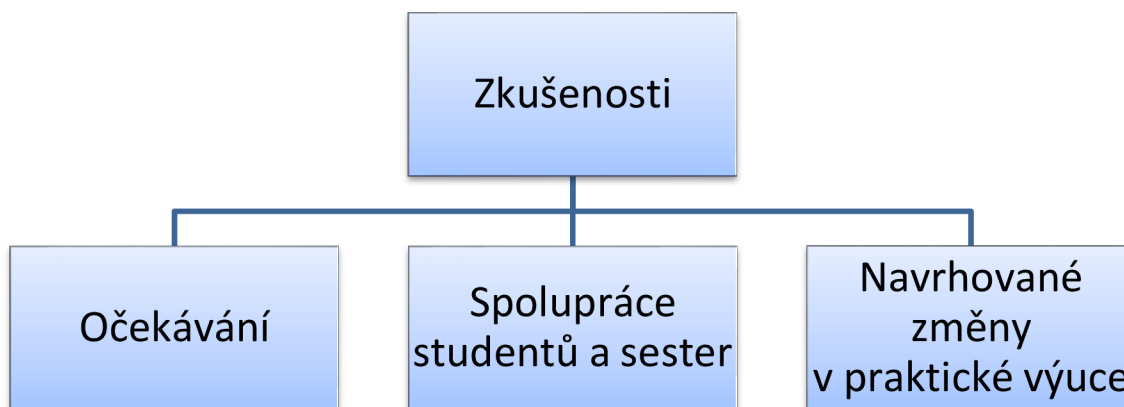 Zkušenosti
Očekávání
Spolupráce
studentů a sester
Navrhované
změny
v praktické výuce